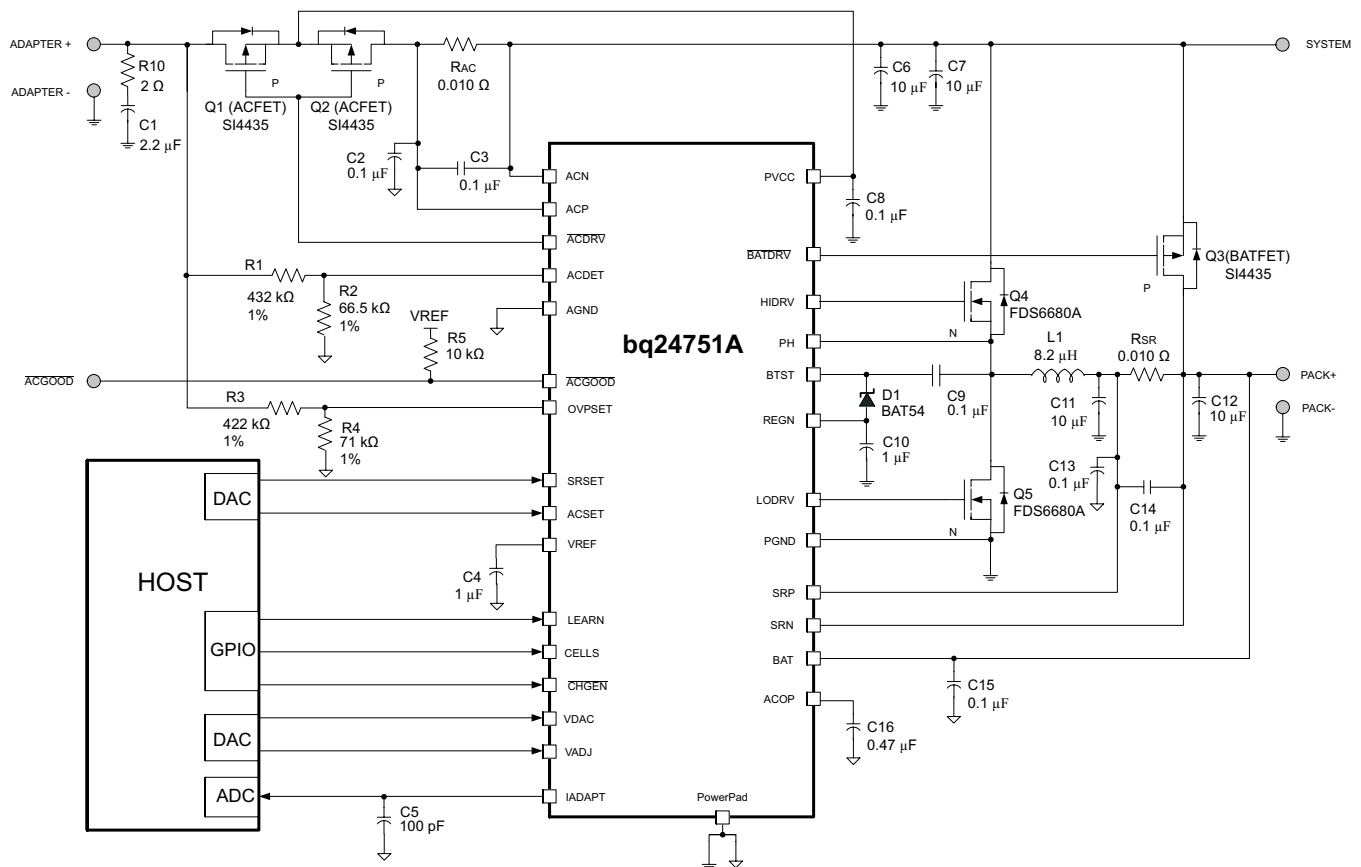 ADAPTER +
R10
2 Ω
ADAPTER -
C1
2.2 µF
P
Q1 (ACFET)
SI4435
P
Q2 (ACFET)
SI4435
RAC
0.010 Ω
C6
10 µF
C7
10 µF
SYSTEM
C2
0.1 µF
C3
0.1 µF
ACN
ACP
ACDRV
ACDET
AGND
ACGOOD
OVPSET
SRSET
ACSET
VREF
LEARN
CELLS
CHGEN
VDAC
VADJ
IADAPT
bq24751A
PVCC
BATDRV
HIDRV
PH
BTST
REGN
LODRV
PGND
SRP
SRN
BAT
ACOP
PowerPad
C8
0.1 µF
P
Q3(BATFET)
SI4435
Q4
FDS6680A
N
L1
8.2 µH
RSR
0.010 Ω
D1
BAT54
C9
0.1 µF
C10
1 µF
C11
10 µF
C12
10 µF
PACK+
PACK-
C13
0.1 µF
C14
0.1 µF
Q5
FDS6680A
N
C15
0.1 µF
C16
0.47 µF
R1
432 kΩ
1%
R2
66.5 kΩ
1%
VREF
R5
10 kΩ
ACGOOD
R3
422 kΩ
1%
R4
71 kΩ
1%
C4
1 µF
HOST
DAC
GPIO
DAC
ADC
C5
100 pF